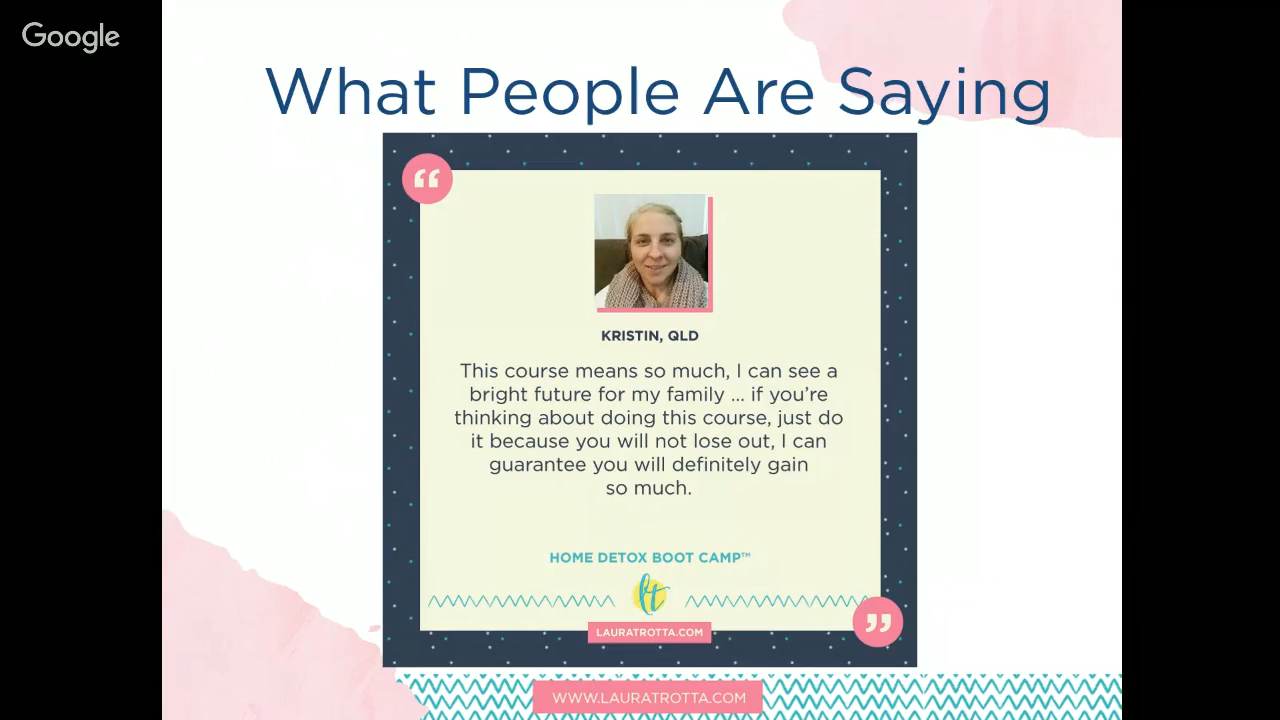 Google
What People Are Saying
“
KRISTIN, QLD
This course means so much, I can see a
bright future for my family ... if you’re
thinking about doing this course, just do
it because you will not lose out, I can
guarantee you will definitely gain
so much.
HOME DETOX BOOT CAMP™
lt
LAURATROTTA.COM
”
WWW.LAURATROTTA.COM